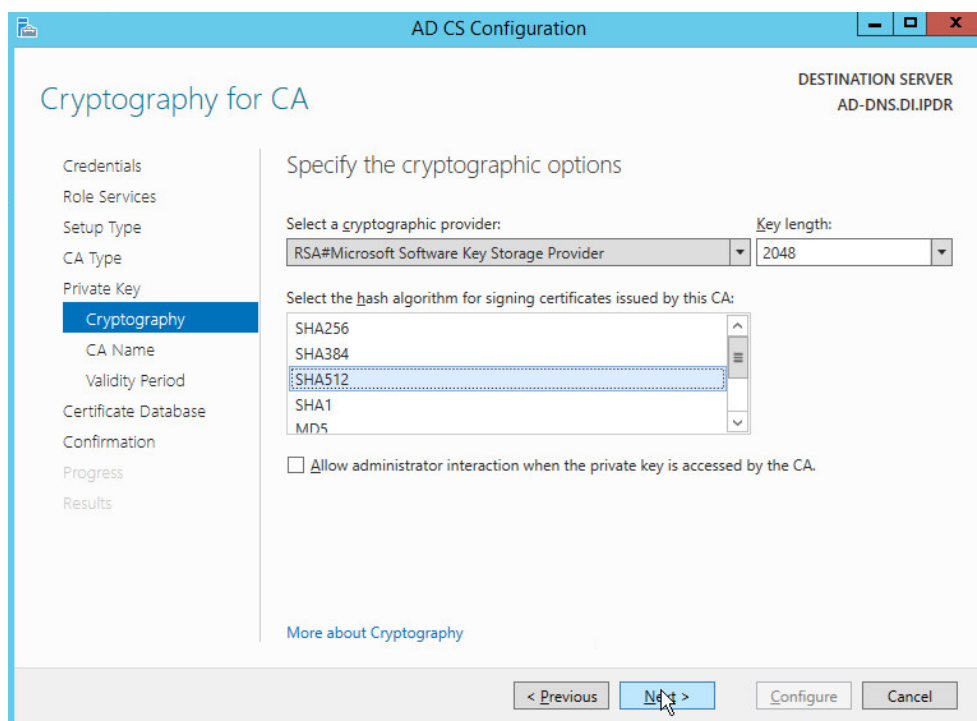 AD CS Configuration
Cryptography for CA
DESTINATION SERVER
AD-DNS.DI.IPDR
Credentials
Role Services
Setup Type
CA Type
Private Key
Cryptography
CA Name
Validity Period
Certificate Database
Confirmation
Progress
Results
Specify the cryptographic options
Select a cryptographic provider:
Key length:
RSA#Microsoft Software Key Storage Provider
2048
Select the hash algorithm for signing certificates issued by this CA:
SHA256
SHA384
SHA512
SHA1
MD5
Allow administrator interaction when the private key is accessed by the CA.
More about Cryptography
< Previous
Next >
Configure
Cancel